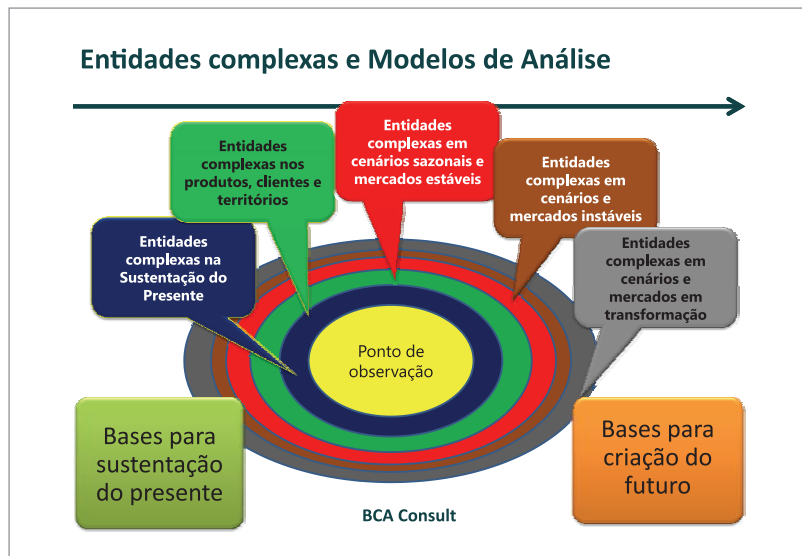 Entidades complexas e Modelos de Análise
Entidades
complexas na
Sustentação do
Presente
Entidades
complexas nos
produtos, clientes e
territórios
Entidades
complexas em
cenários sazonais e
mercados estáveis
Entidades
complexas em
cenários e
mercados instáveis
Entidades
complexas em
cenários e
mercados em
transformação
Ponto de
observação
Bases para
sustentação
do presente
Bases para
criação do
futuro
BCA Consult